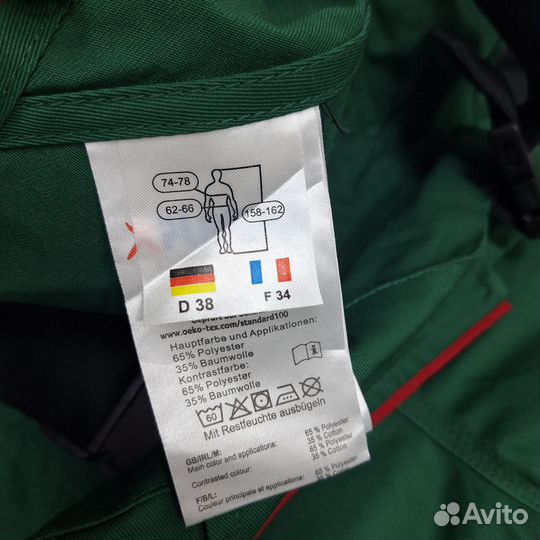 74-78
62-66
158-162
D 38
F 34
www.oeko-tex.com/standard100
Hauptfarbe und Applikationen:
65% Polyester
35% Baumwolle
Kontrastfarbe:
65% Polyester
35% Baumwolle
60
Mit Restfeuchte ausbügeln
GB/IRL/M:
Main color and applications:
65 % Polyester
35 % Cotton
Contrasted colour:
65 % Polyester
35 % Cotton
F/B/L:
Couleur principale et applications:
65 % Polyester
Avito